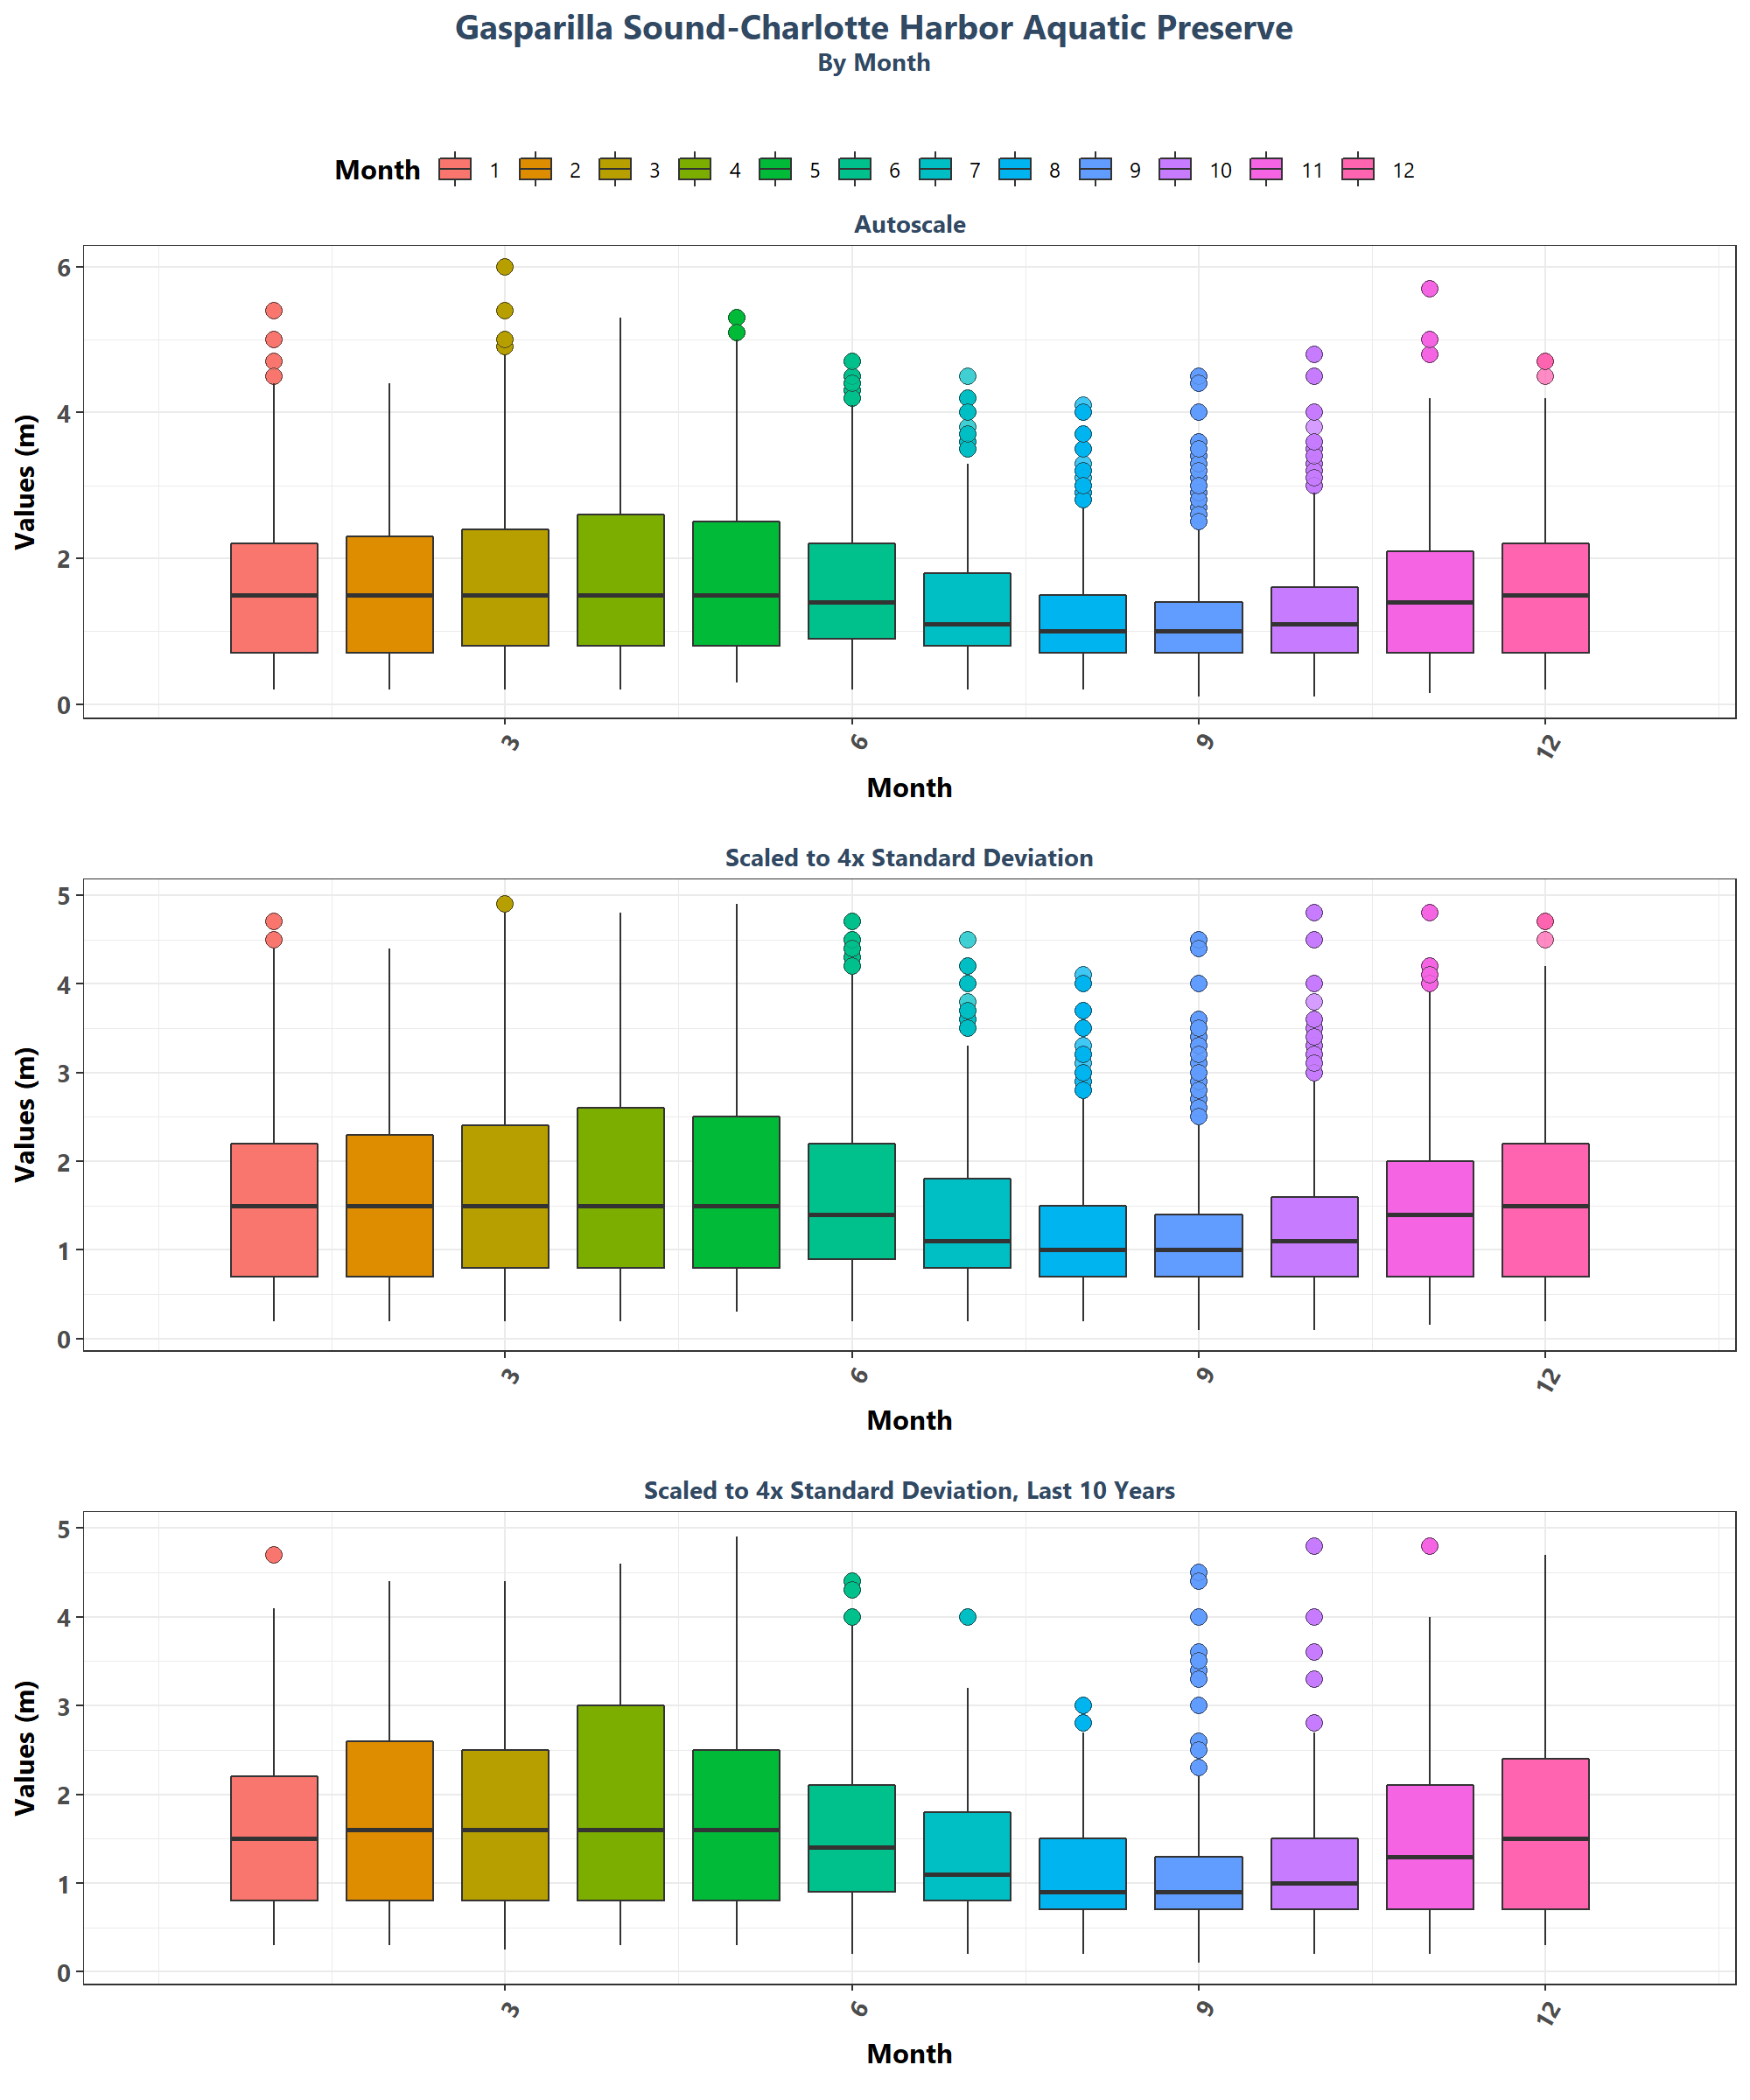 Gasparilla Sound-Charlotte Harbor Aquatic Preserve
By Month
Month 1 2 3 4 5 6 7 8 9 10 11 12
Autoscale
Values (m)
6
4
2
0
3 6 9 12
Month
Scaled to 4x Standard Deviation
Values (m)
5
4
3
2
1
0
3 6 9 12
Month
Scaled to 4x Standard Deviation, Last 10 Years
Values (m)
5
4
3
2
1
0
3 6 9 12
Month